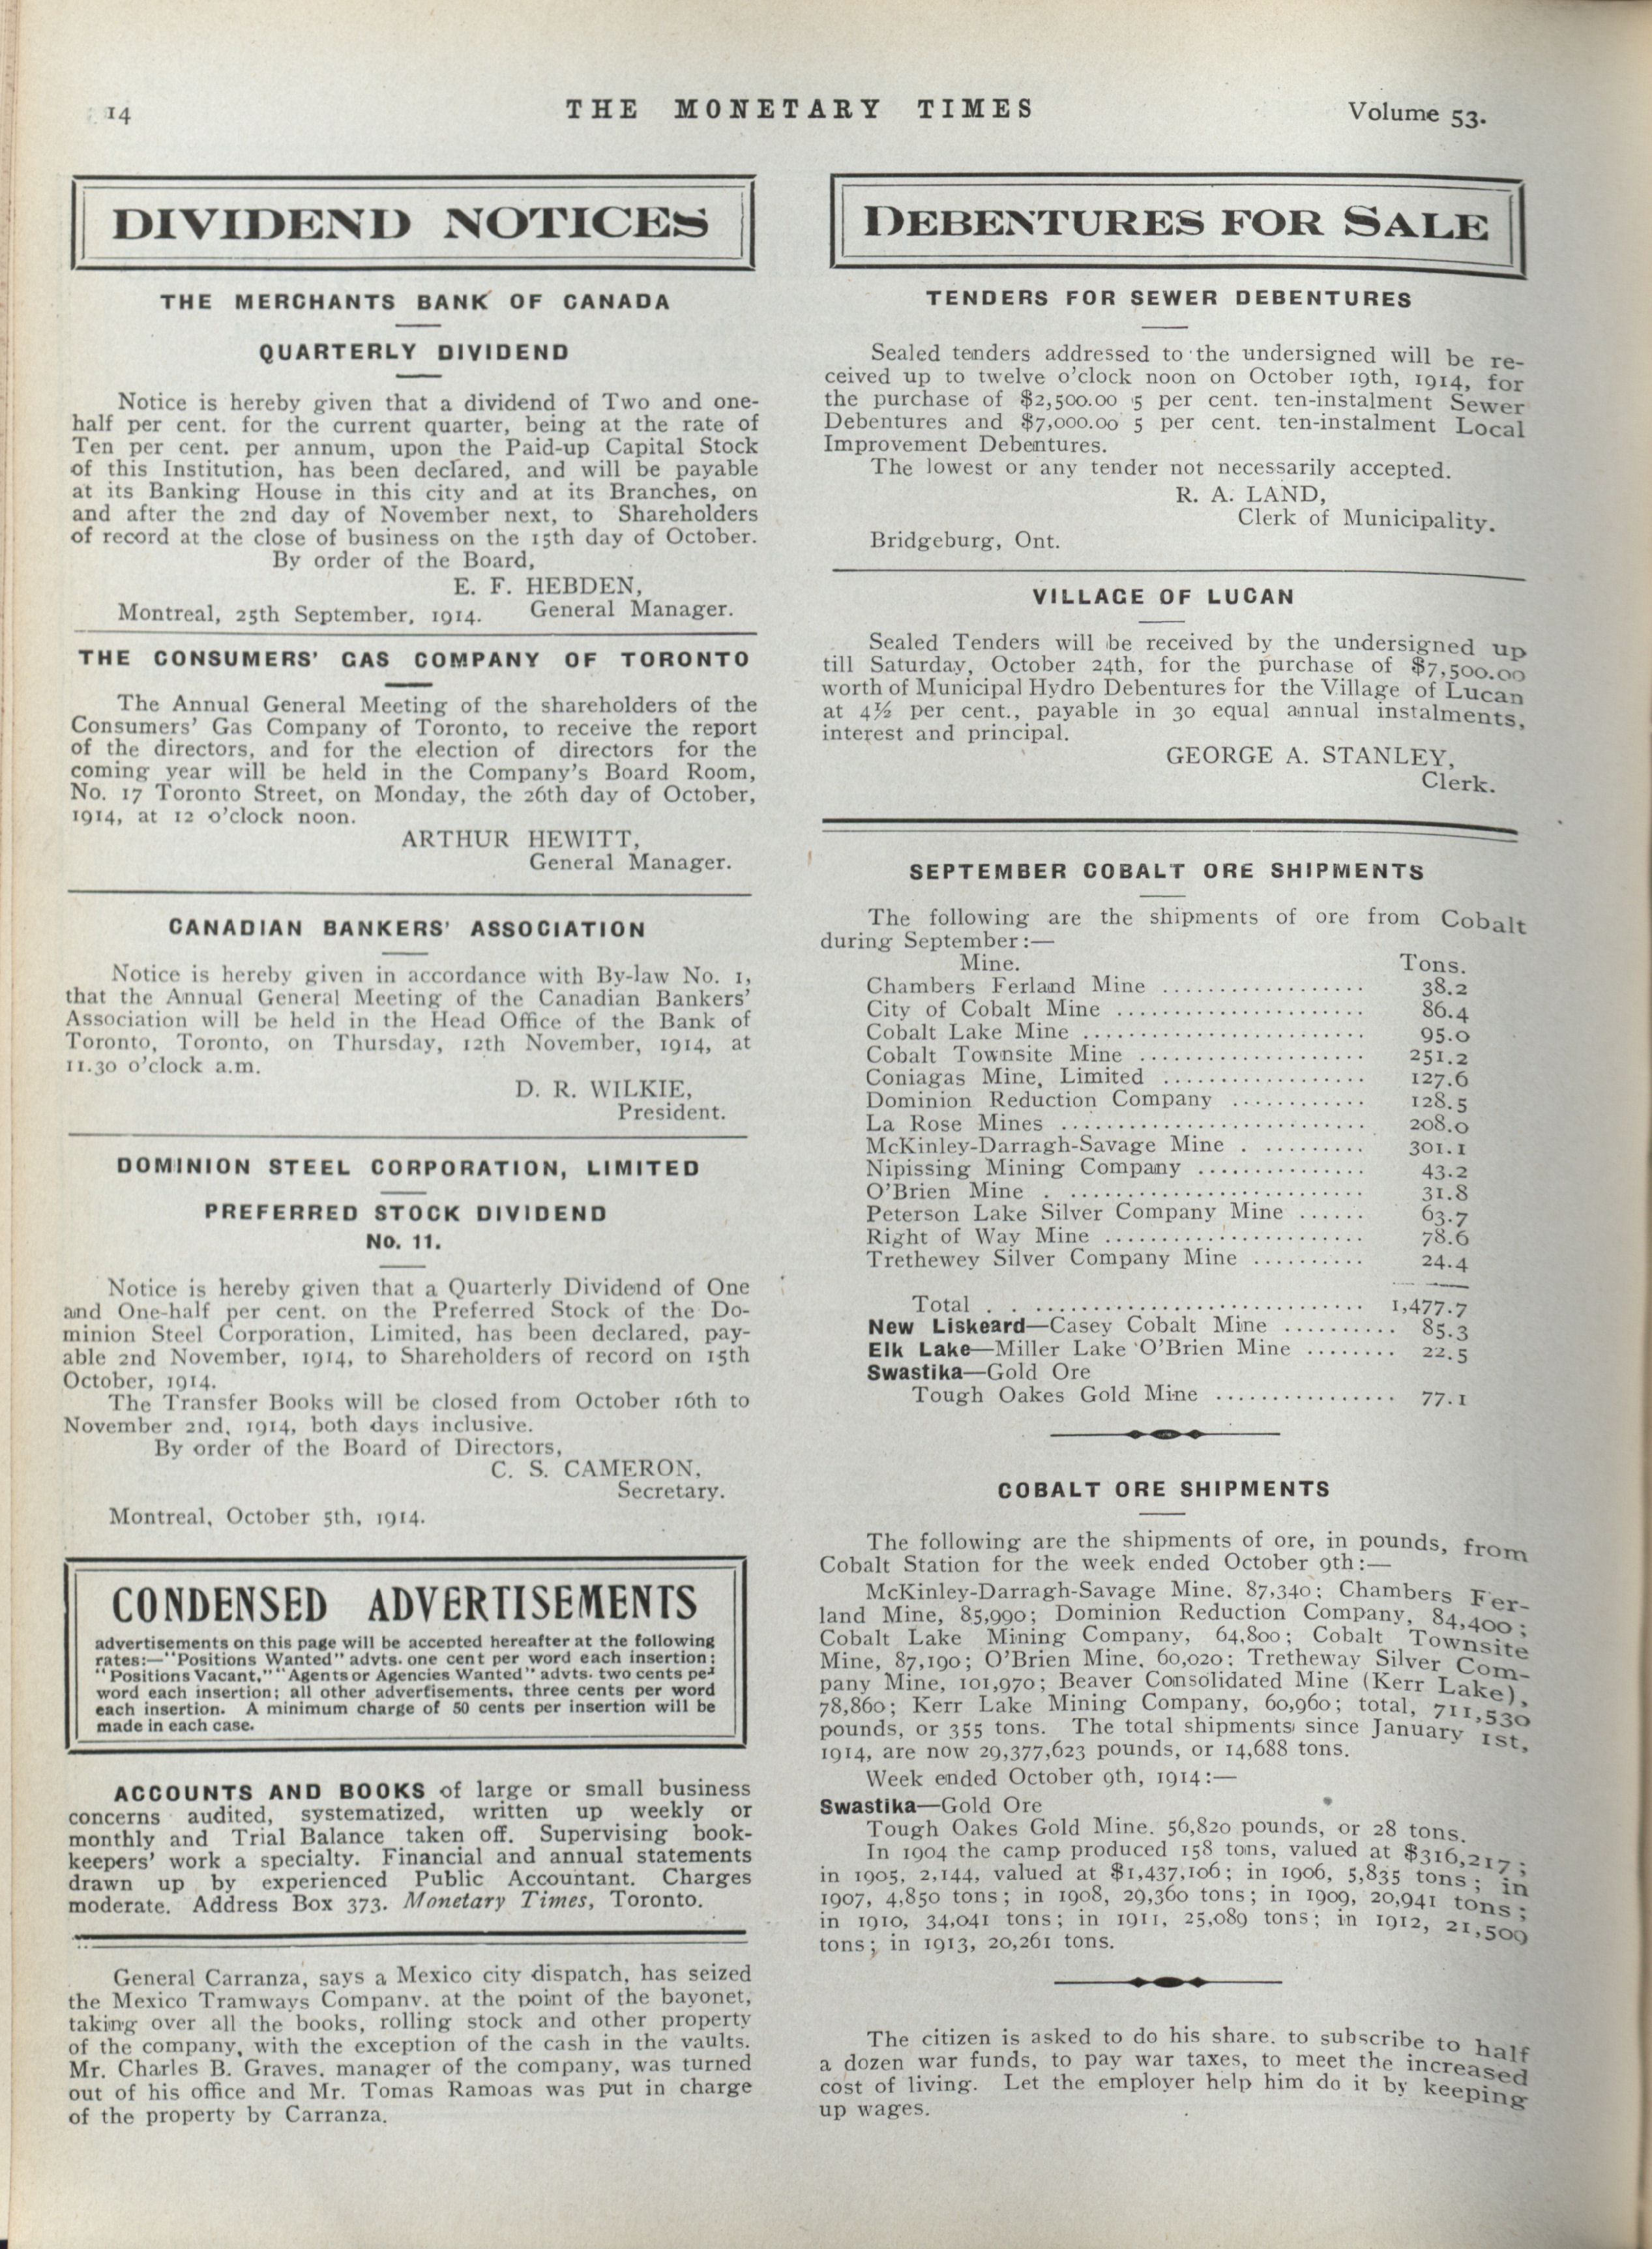 14
THE MONETARY TIMES
Volume 53.
DIVIDEND NOTICES
THE MERCHANTS BANK OF CANADA
QUARTERLY DIVIDEND
Notice is hereby given that a dividend of Two and one-
half per cent. for the current quarter, being at the rate of
Ten per cent. per annum, upon the Paid-up Capital Stock
of this Institution, has been declared, and will be payable
at its Banking House in this city and at its Branches, on
and after the 2nd day of November next, to Shareholders
of record at the close of business on the 15th day of October.
By order of the Board,
E. F. HEBDEN,
Montreal, 25th September, 1914. General Manager.
THE CONSUMERS' GAS COMPANY OF TORONTO
The Annual General Meeting of the shareholders of the
Consumers' Gas Company of Toronto, to receive the report
of the directors, and for the election of directors for the
coming year will be held in the Company's Board Room,
No. 17 Toronto Street, on Monday, the 26th day of October,
1914, at 12 o'clock noon.
ARTHUR HEWITT,
General Manager.
CANADIAN BANKERS' ASSOCIATION
Notice is hereby given in accordance with By-law No. 1,
that the Annual General Meeting of the Canadian Bankers'
Association will be held in the Head Office of the Bank of
Toronto, Toronto, on Thursday, 12th November, 1914, at
11.30 o'clock a.m.
D. R. WILKIE,
President.
DOMINION STEEL CORPORATION, LIMITED
PREFERRED STOCK DIVIDEND
No. 11.
Notice is hereby given that a Quarterly Dividend of One
and One-half per cent. on the Preferred Stock of the Do-
minion Steel Corporation, Limited, has been declared, pay-
able 2nd November, 1914, to Shareholders of record on 15th
October, 1914.
The Transfer Books will be closed from October 16th to
November 2nd, 1914, both days inclusive.
By order of the Board of Directors,
C. S. CAMERON,
Secretary.
Montreal, October 5th, 1914.
CONDENSED ADVERTISEMENTS
advertisements on this page will be accepted hereafter at the following
rates:—"Positions Wanted" advts. one cent per word each insertion;
"Positions Vacant," "Agents or Agencies Wanted" advts. two cents per
word each insertion; all other advertisements, three cents per word
each insertion. A minimum charge of 50 cents per insertion will be
made in each case.
ACCOUNTS AND BOOKS of large or small business
concerns audited, systematized, written up weekly or
monthly and Trial Balance taken off. Supervising book-
keepers' work a specialty. Financial and annual statements
drawn up by experienced Public Accountant. Charges
moderate. Address Box 373. Monetary Times, Toronto.
General Carranza, says a Mexico city dispatch, has seized
the Mexico Tramways Company, at the point of the bayonet,
taking over all the books, rolling stock and other property
of the company, with the exception of the cash in the vaults.
Mr. Charles B. Graves, manager of the company, was turned
out of his office and Mr. Tomas Ramoas was put in charge
of the property by Carranza.
DEBENTURES FOR SALE
TENDERS FOR SEWER DEBENTURES
Sealed tenders addressed to the undersigned will be re-
ceived up to twelve o'clock noon on October 19th, 1914, for
the purchase of $2,500.00 5 per cent. ten-instalment Sewer
Debentures and $7,000.00 5 per cent. ten-instalment Local
Improvement Debentures.
The lowest or any tender not necessarily accepted.
R. A. LAND,
Clerk of Municipality.
Bridgeburg, Ont.
VILLAGE OF LUCAN
Sealed Tenders will be received by the undersigned up
till Saturday, October 24th, for the purchase of $7,500.00
worth of Municipal Hydro Debentures for the Village of Lucan
at 4½ per cent., payable in 30 equal annual instalments,
interest and principal.
GEORGE A. STANLEY,
Clerk.
SEPTEMBER COBALT ORE SHIPMENTS
The following are the shipments of ore from Cobalt
during September:—
Mine. Tons.
Chambers Ferland Mine .................. 38.2
City of Cobalt Mine ...................... 86.4
Cobalt Lake Mine ......................... 95.0
Cobalt Townsite Mine .................... 251.2
Coniagas Mine, Limited .................. 127.6
Dominion Reduction Company ............ 128.5
La Rose Mines ........................... 208.0
McKinley-Darragh-Savage Mine . ......... 301.1
Nipissing Mining Company ............... 43.2
O'Brien Mine . .......................... 31.8
Peterson Lake Silver Company Mine ...... 63.7
Right of Way Mine ....................... 78.6
Trethewey Silver Company Mine .......... 24.4
Total . . ............................. 1,477.7
New Liskeard—Casey Cobalt Mine .......... 85.3
Elk Lake—Miller Lake O'Brien Mine ........ 22.5
Swastika—Gold Ore
Tough Oakes Gold Mine ................ 77.1
COBALT ORE SHIPMENTS
The following are the shipments of ore, in pounds, from
Cobalt Station for the week ended October 9th:—
McKinley-Darragh-Savage Mine, 87,340; Chambers Fer-
land Mine, 85,990; Dominion Reduction Company, 84,400;
Cobalt Lake Mining Company, 64,800; Cobalt Townsite
Mine, 87,190; O'Brien Mine, 60,020; Tretheway Silver Com-
pany Mine, 101,970; Beaver Consolidated Mine (Kerr Lake),
78,860; Kerr Lake Mining Company, 60,960; total, 711,530
pounds, or 355 tons. The total shipments since January 1st,
1914, are now 29,377,623 pounds, or 14,688 tons.
Week ended October 9th, 1914:—
Swastika—Gold Ore
Tough Oakes Gold Mine, 56,820 pounds, or 28 tons.
In 1904 the camp produced 158 tons, valued at $316,217;
in 1905, 2,144, valued at $1,437,106; in 1906, 5,835 tons; in
1907, 4,850 tons; in 1908, 29,360 tons; in 1909, 20,941 tons;
in 1910, 34,041 tons; in 1911, 25,089 tons; in 1912, 21,509
tons; in 1913, 20,261 tons.
The citizen is asked to do his share, to subscribe to half
a dozen war funds, to pay war taxes, to meet the increased
cost of living. Let the employer help him do it by keeping
up wages.